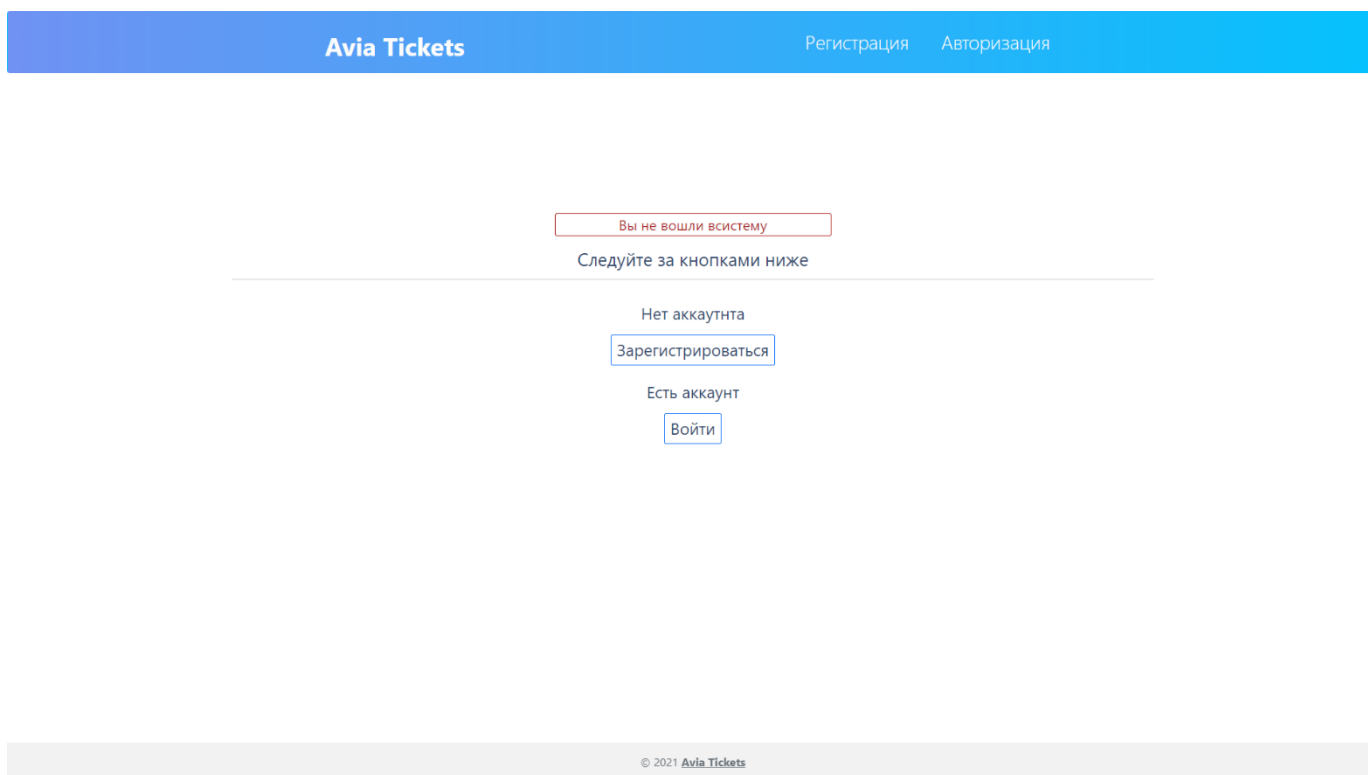 Avia Tickets Регистрация Авторизация
Вы не вошли всистему
Следуйте за кнопками ниже
Нет аккаутнта
Зарегистрироваться
Есть аккаунт
Войти
© 2021 Avia Tickets